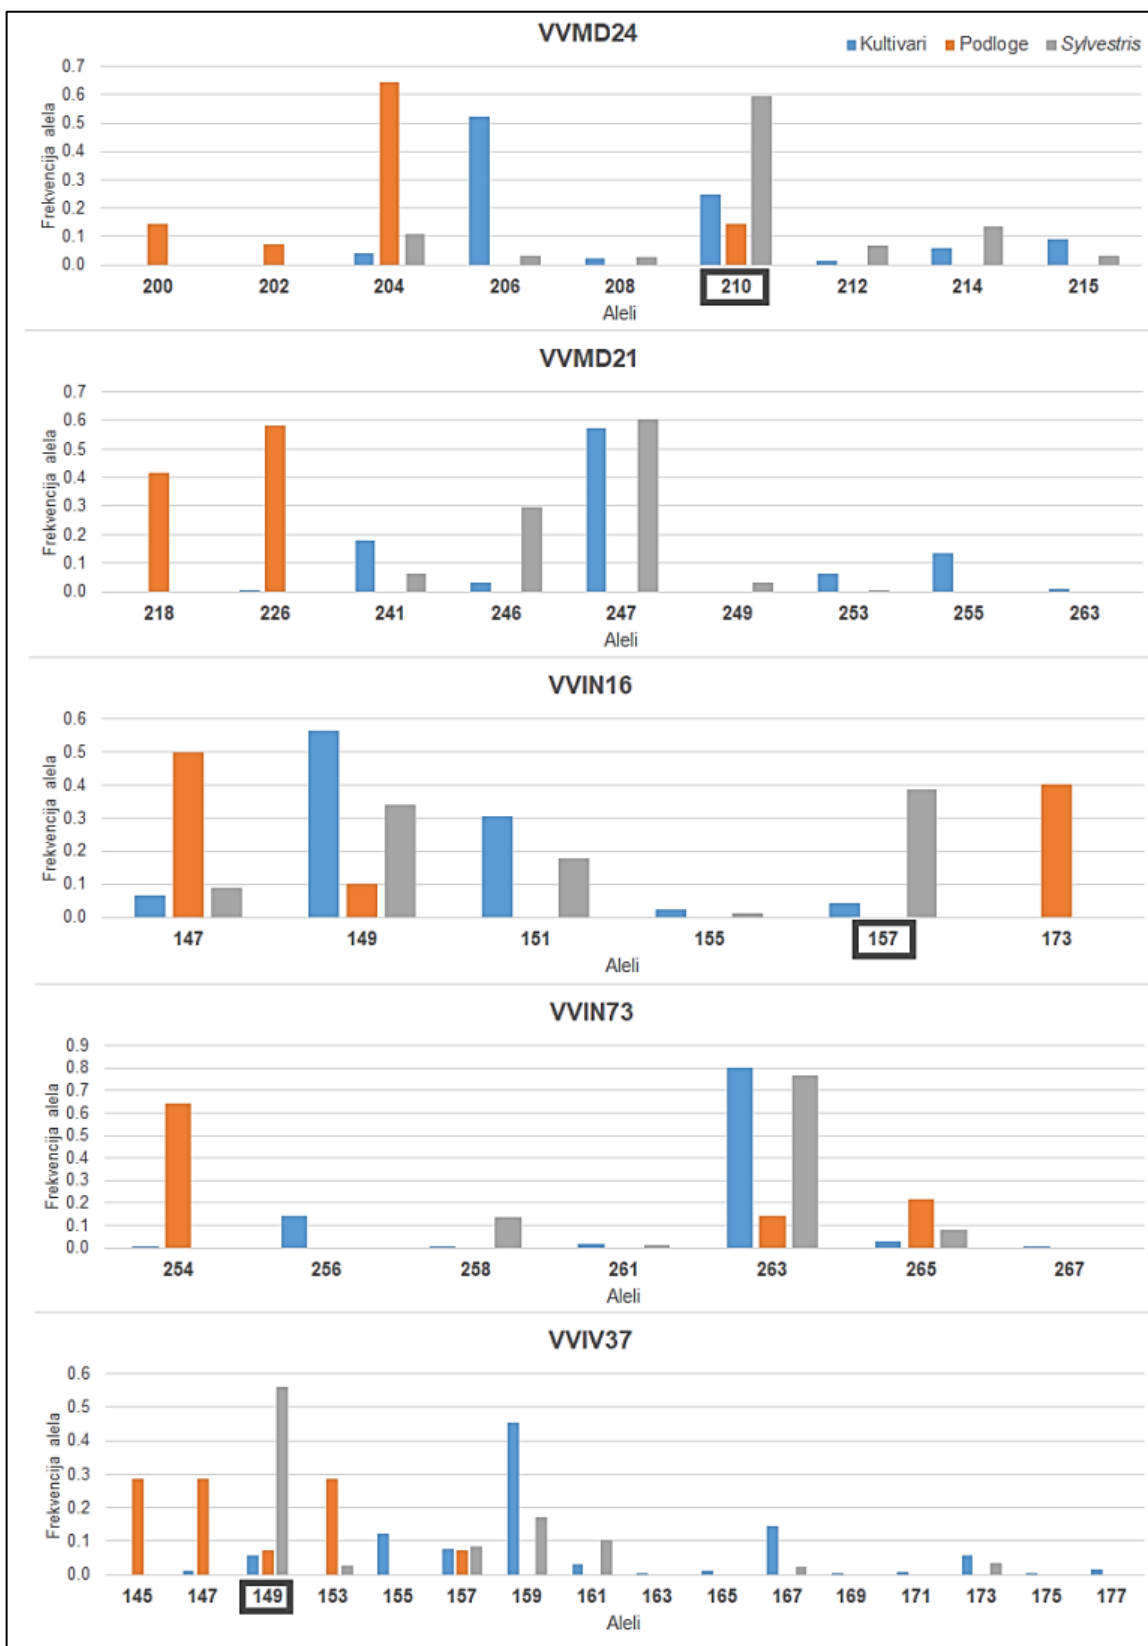 VVMD24
Kultivari Podloge Sylvestris
Frekvencija alela
0.7
0.6
0.5
0.4
0.3
0.2
0.1
0.0
200 202 204 206 208 210 212 214 215
Aleli
VVMD21
Frekvencija alela
0.7
0.6
0.5
0.4
0.3
0.2
0.1
0.0
218 226 241 246 247 249 253 255 263
Aleli
VVIN16
Frekvencija alela
0.6
0.5
0.4
0.3
0.2
0.1
0.0
147 149 151 155 157 173
Aleli
VVIN73
Frekvencija alela
0.9
0.8
0.7
0.6
0.5
0.4
0.3
0.2
0.1
0.0
254 256 258 261 263 265 267
Aleli
VVIV37
Frekvencija alela
0.6
0.5
0.4
0.3
0.2
0.1
0.0
145 147 149 153 155 157 159 161 163 165 167 169 171 173 175 177
Aleli